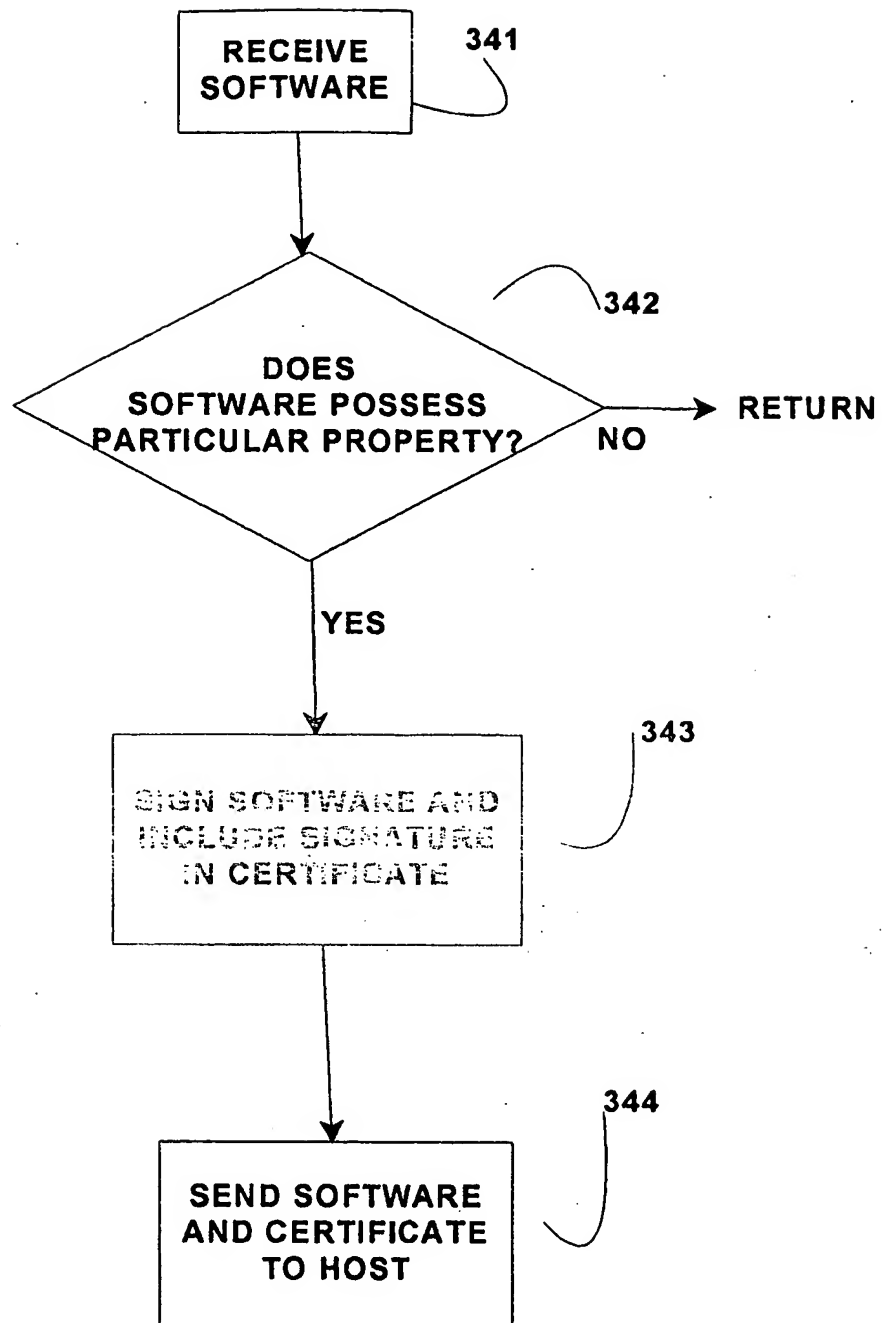 RECEIVE
SOFTWARE
341
342
DOES
SOFTWARE POSSESS
PARTICULAR PROPERTY?
NO
RETURN
YES
343
SIGN SOFTWARE AND
INCLUDE SIGNATURE
IN CERTIFICATE
344
SEND SOFTWARE
AND CERTIFICATE
TO HOST